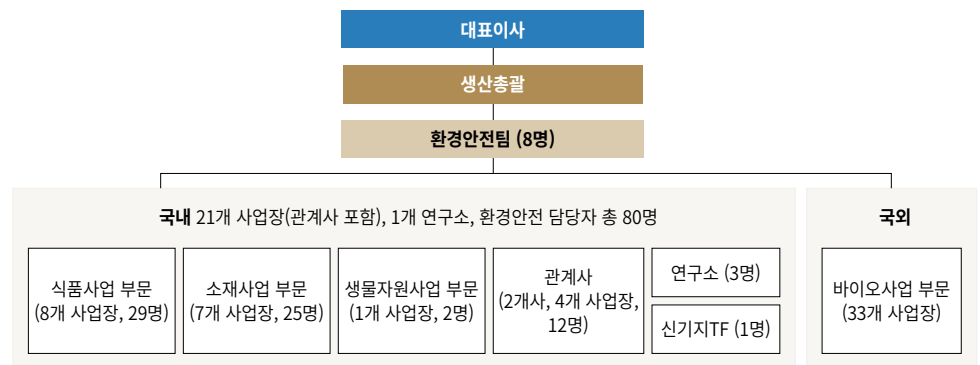 대표이사
생산총괄
환경안전팀 (8명)
국내 21개 사업장(관계사 포함), 1개 연구소, 환경안전 담당자 총 80명
식품사업 부문
(8개 사업장, 29명)
소재사업 부문
(7개 사업장, 25명)
생물자원사업 부문
(1개 사업장, 2명)
관계사
(2개사, 4개 사업장,
12명)
연구소 (3명)
신기지TF (1명)
국외
바이오사업 부문
(33개 사업장)